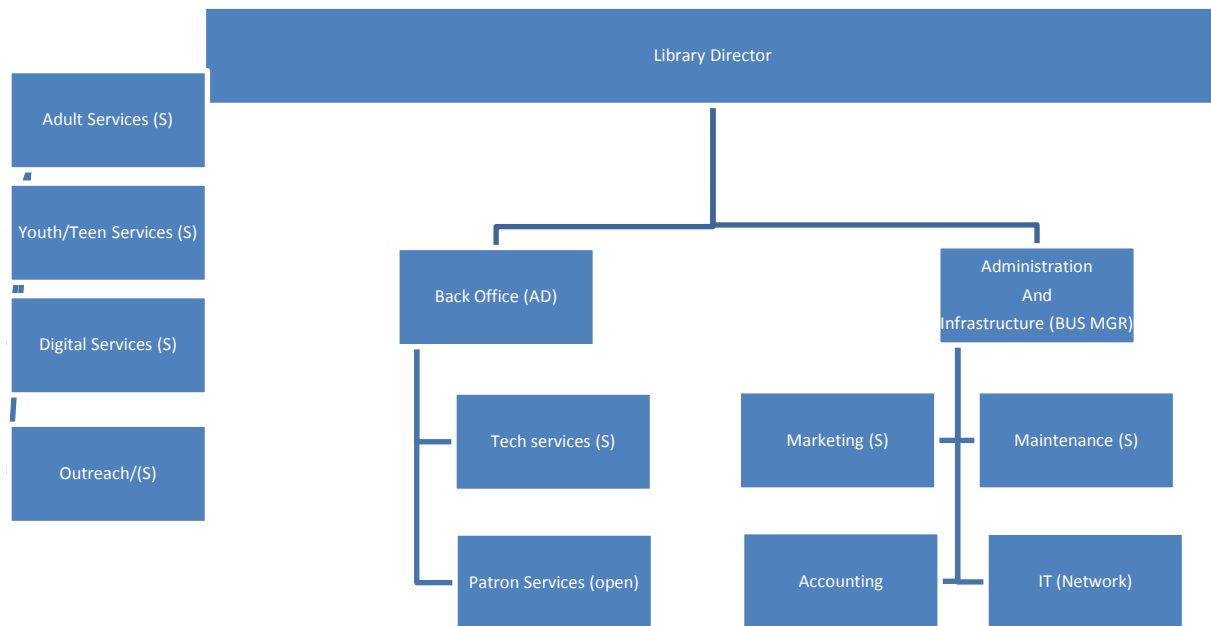 Library Director
Adult Services (S)
Youth/Teen Services (S)
Digital Services (S)
Outreach/(S)
Back Office (AD)
Tech services (S)
Patron Services (open)
Administration
And
Infrastructure (BUS MGR)
Marketing (S)
Maintenance (S)
Accounting
IT (Network)